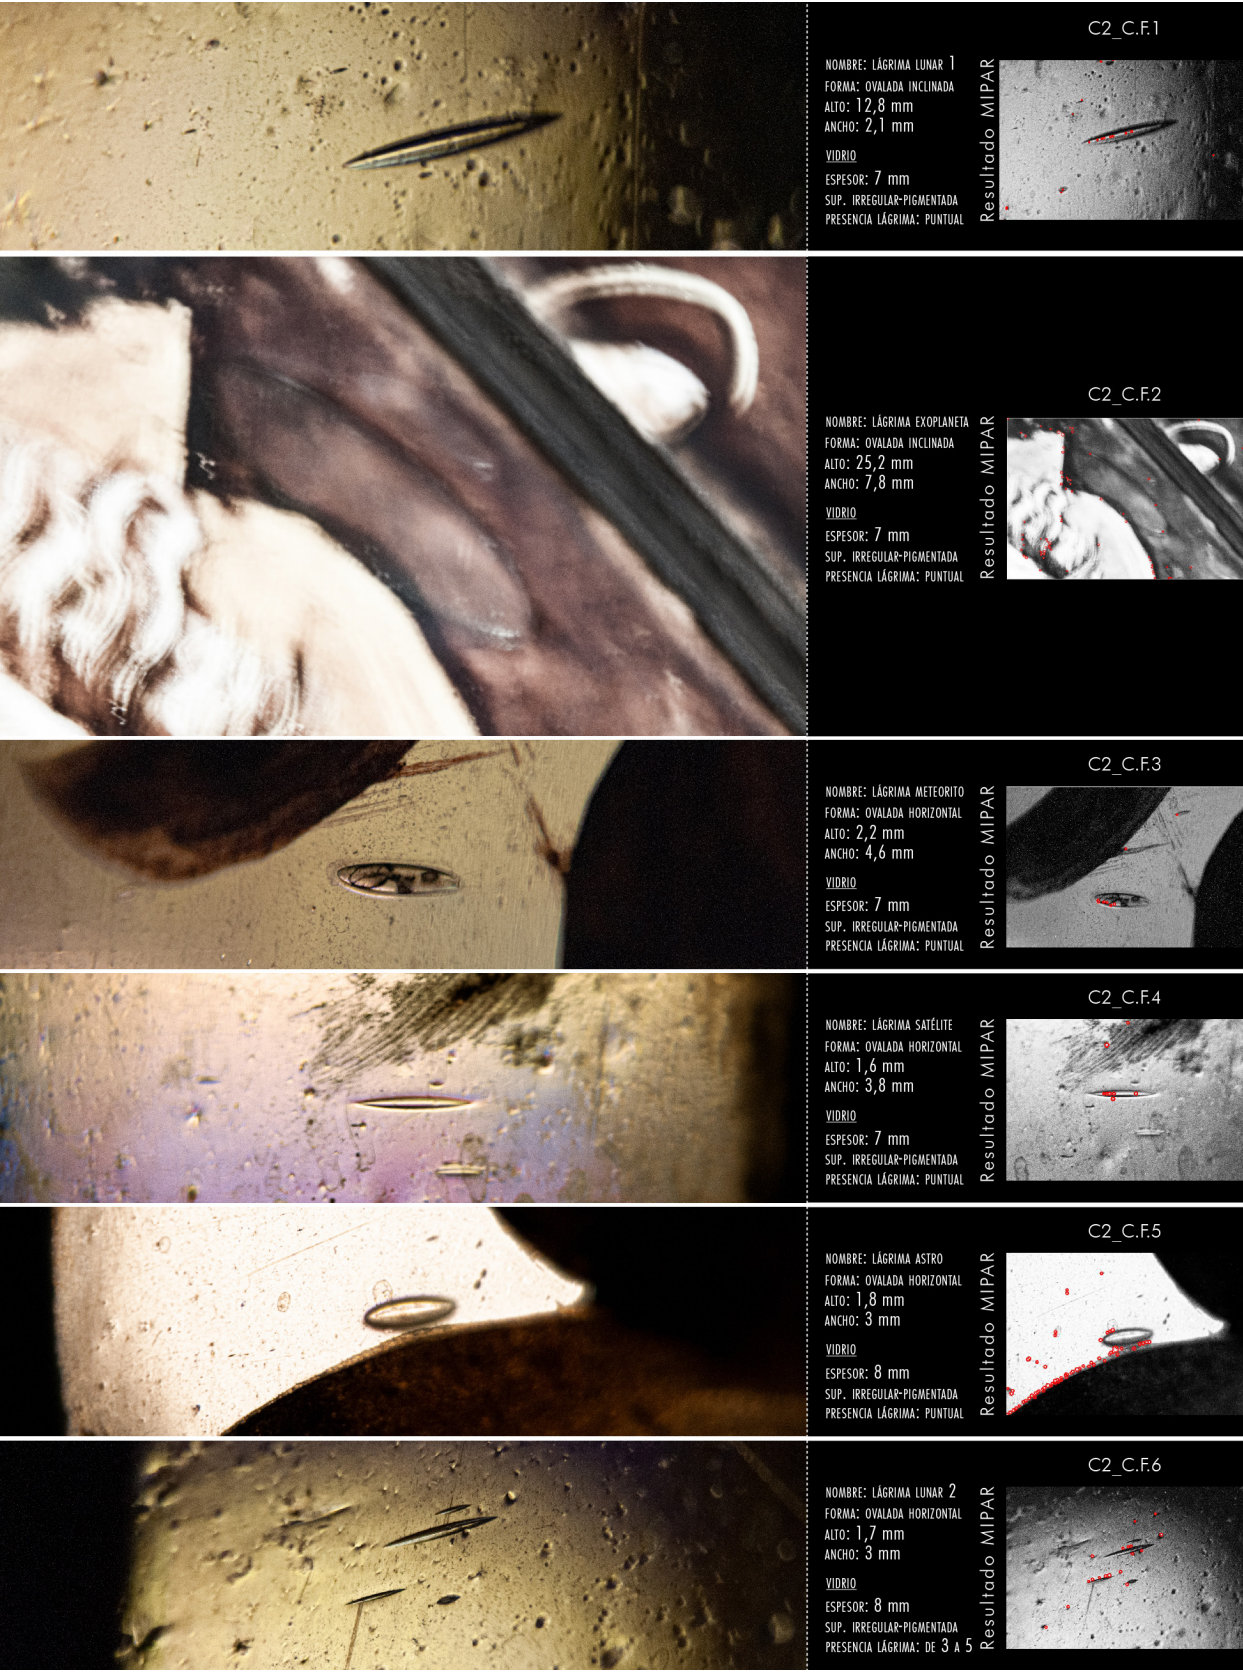 C2_C.F.1
NOMBRE: LÁGRIMA LUNAR 1
FORMA: OVALADA INCLINADA
ALTO: 12,8 mm
ANCHO: 2,1 mm
VIDRIO
ESPESOR: 7 mm
SUP. IRREGULAR-PIGMENTADA
PRESENCIA LÁGRIMA: PUNTUAL
Resultado MIPAR
C2_C.F.2
NOMBRE: LÁGRIMA EXOPLANETA
FORMA: OVALADA INCLINADA
ALTO: 25,2 mm
ANCHO: 7,8 mm
VIDRIO
ESPESOR: 7 mm
SUP. IRREGULAR-PIGMENTADA
PRESENCIA LÁGRIMA: PUNTUAL
Resultado MIPAR
C2_C.F.3
NOMBRE: LÁGRIMA METEORITO
FORMA: OVALADA HORIZONTAL
ALTO: 2,2 mm
ANCHO: 4,6 mm
VIDRIO
ESPESOR: 7 mm
SUP. IRREGULAR-PIGMENTADA
PRESENCIA LÁGRIMA: PUNTUAL
Resultado MIPAR
C2_C.F.4
NOMBRE: LÁGRIMA SATÉLITE
FORMA: OVALADA HORIZONTAL
ALTO: 1,6 mm
ANCHO: 3,8 mm
VIDRIO
ESPESOR: 7 mm
SUP. IRREGULAR-PIGMENTADA
PRESENCIA LÁGRIMA: PUNTUAL
Resultado MIPAR
C2_C.F.5
NOMBRE: LÁGRIMA ASTRO
FORMA: OVALADA HORIZONTAL
ALTO: 1,8 mm
ANCHO: 3 mm
VIDRIO
ESPESOR: 8 mm
SUP. IRREGULAR-PIGMENTADA
PRESENCIA LÁGRIMA: PUNTUAL
Resultado MIPAR
C2_C.F.6
NOMBRE: LÁGRIMA LUNAR 2
FORMA: OVALADA HORIZONTAL
ALTO: 1,7 mm
ANCHO: 3 mm
VIDRIO
ESPESOR: 8 mm
SUP. IRREGULAR-PIGMENTADA
PRESENCIA LÁGRIMA: DE 3 A 5
Resultado MIPAR